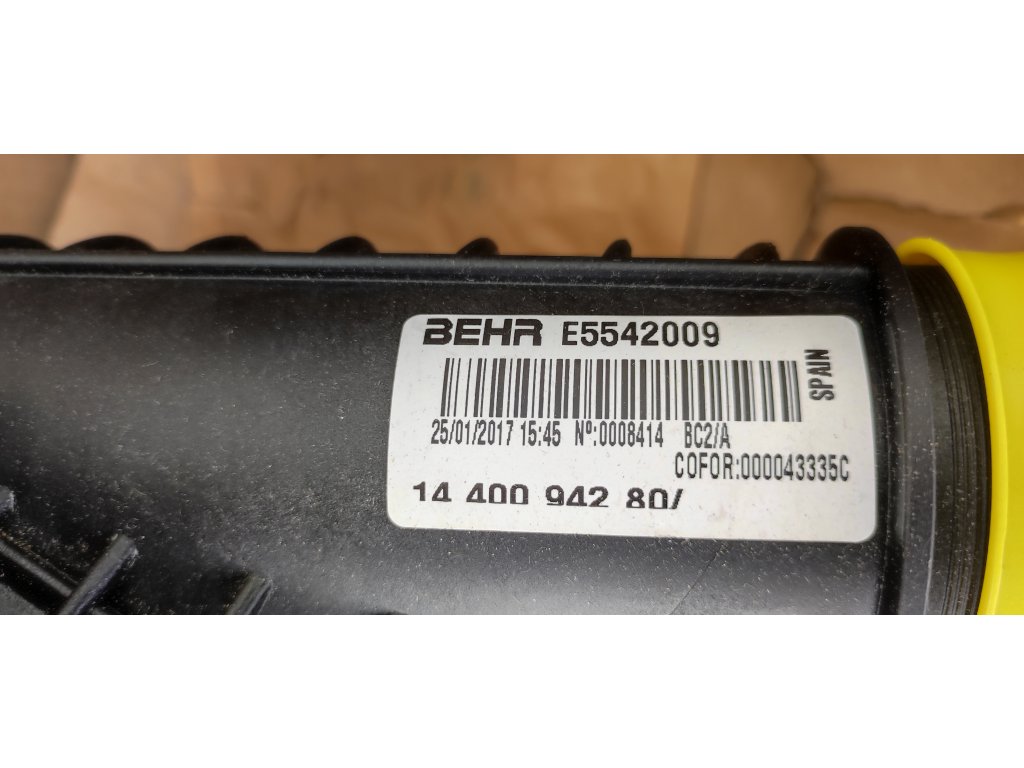 BEHR E5542009
SPAIN
25/01/2017 15:45 Nº:0008414 BC2/A
COFOR:000043335C
14 400 942 80/